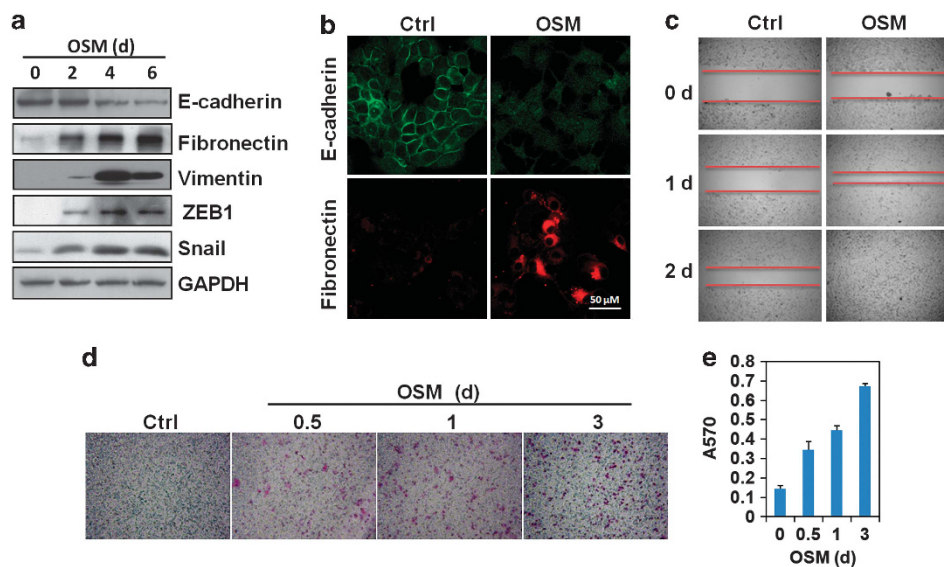 a
OSM (d)
0 2 4 6
E-cadherin
Fibronectin
Vimentin
ZEB1
Snail
GAPDH
b
Ctrl OSM
E-cadherin
Fibronectin
50 µM
c
Ctrl OSM
0 d
1 d
2 d
d
OSM (d)
Ctrl 0.5 1 3
e
A570
0.8
0.7
0.6
0.5
0.4
0.3
0.2
0.1
0
0 0.5 1 3
OSM (d)